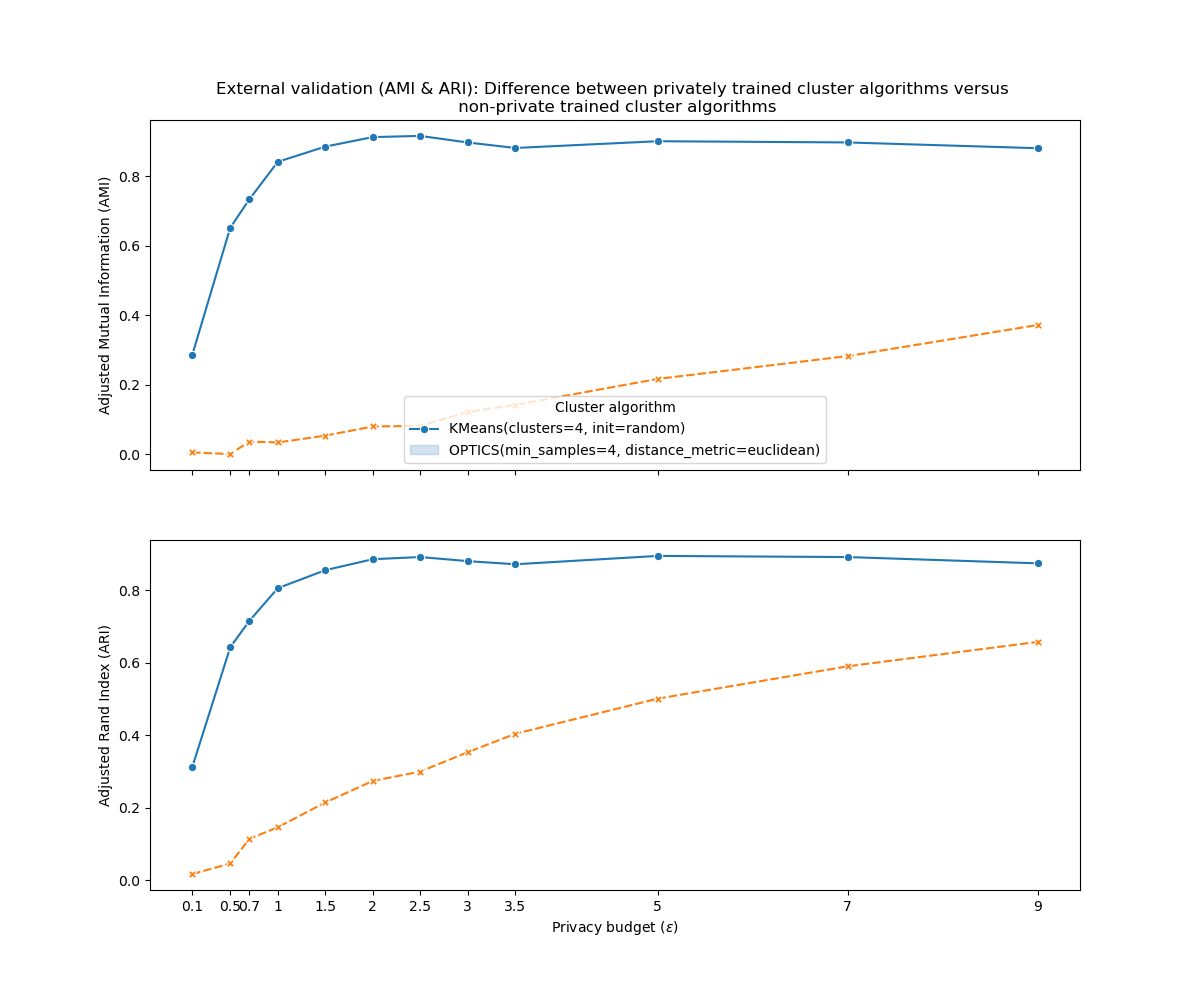 External validation (AMI & ARI): Difference between privately trained cluster algorithms versus
non-private trained cluster algorithms
Adjusted Mutual Information (AMI)
0.8
0.6
0.4
0.2
0.0
Cluster algorithm
KMeans(clusters=4, init=random)
OPTICS(min_samples=4, distance_metric=euclidean)
Adjusted Rand Index (ARI)
0.8
0.6
0.4
0.2
0.0
0.1 0.5 0.7 1 1.5 2 2.5 3 3.5 5 7 9
Privacy budget (ε)